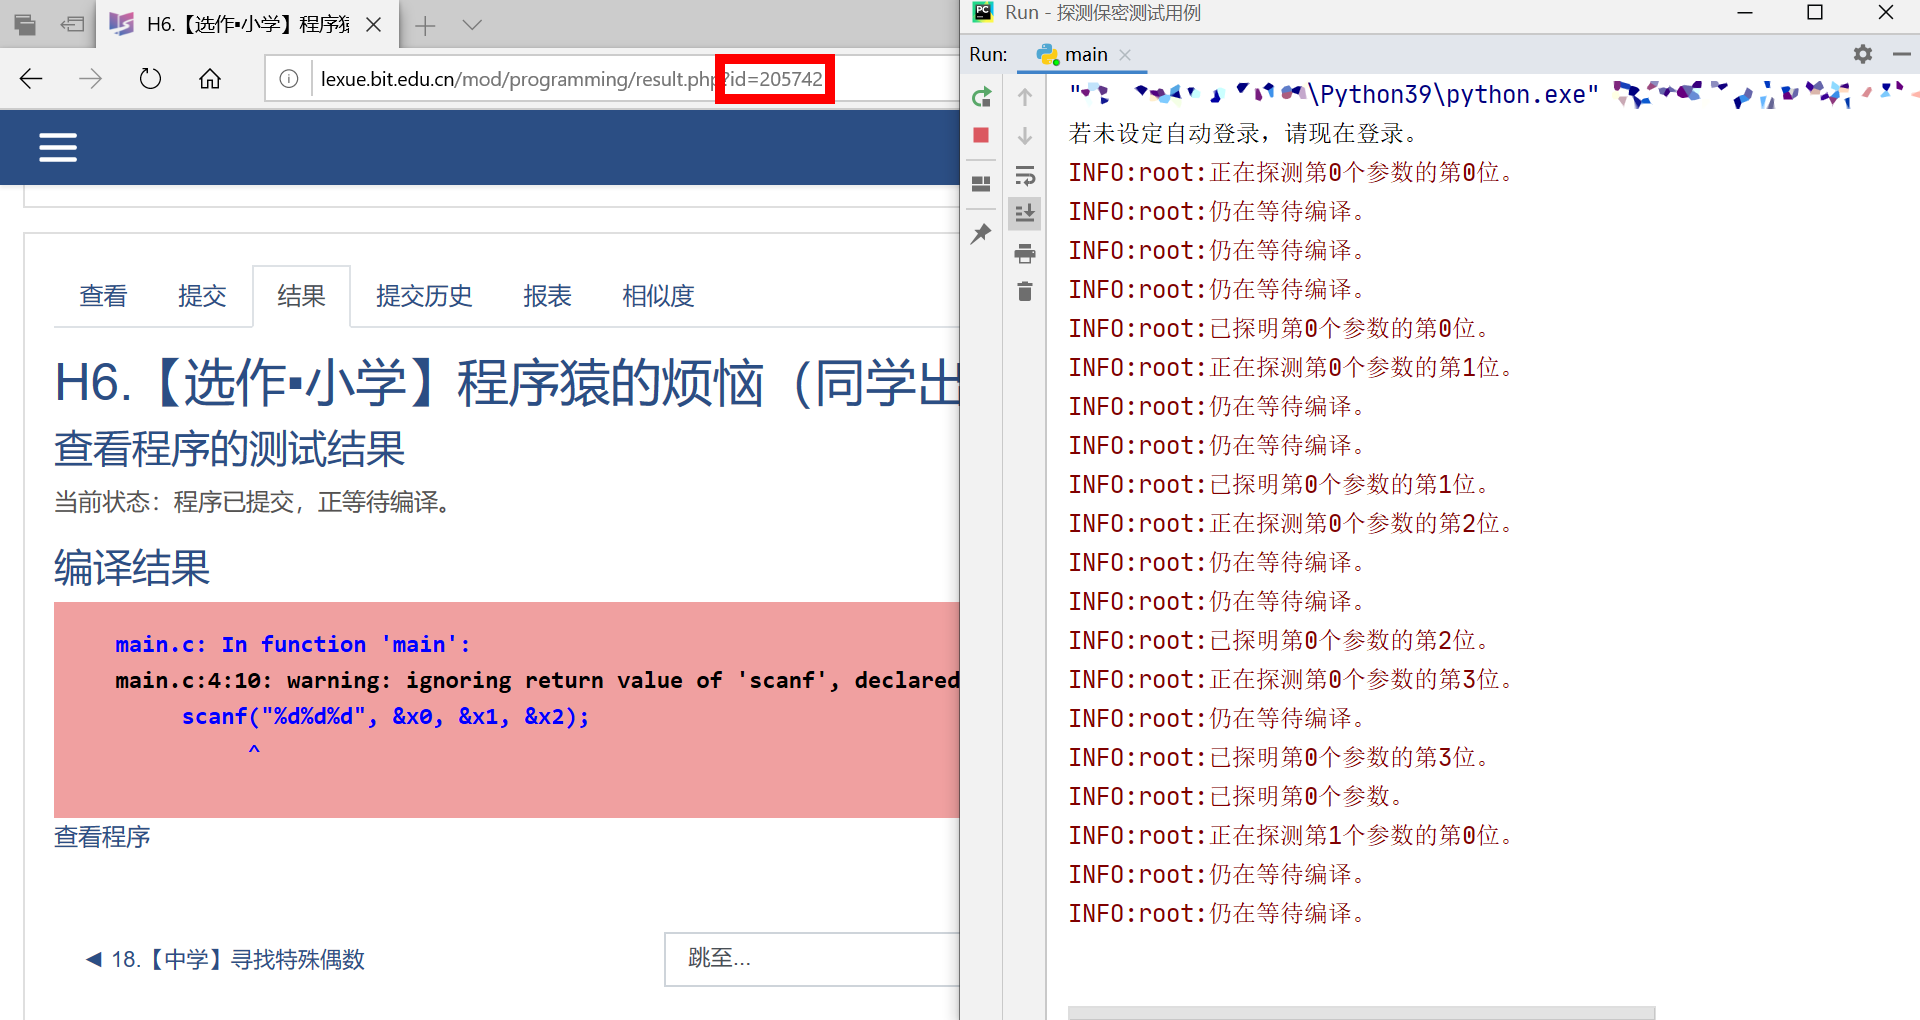 H6.【选作▪小学】程序猿
lexue.bit.edu.cn/mod/programming/result.php?id=205742
查看 提交 结果 提交历史 报表 相似度
H6.【选作▪小学】程序猿的烦恼（同学出
查看程序的测试结果
当前状态：程序已提交，正等待编译。
编译结果
main.c: In function 'main':
main.c:4:10: warning: ignoring return value of 'scanf', declared
scanf("%d%d%d", &x0, &x1, &x2);
^
查看程序
◄ 18.【中学】寻找特殊偶数
跳至...
Run - 探测保密测试用例
Run: main
" \Python39\python.exe"
若未设定自动登录，请现在登录。
INFO:root:正在探测第0个参数的第0位。
INFO:root:仍在等待编译。
INFO:root:仍在等待编译。
INFO:root:仍在等待编译。
INFO:root:已探明第0个参数的第0位。
INFO:root:正在探测第0个参数的第1位。
INFO:root:仍在等待编译。
INFO:root:仍在等待编译。
INFO:root:已探明第0个参数的第1位。
INFO:root:正在探测第0个参数的第2位。
INFO:root:仍在等待编译。
INFO:root:仍在等待编译。
INFO:root:已探明第0个参数的第2位。
INFO:root:正在探测第0个参数的第3位。
INFO:root:仍在等待编译。
INFO:root:已探明第0个参数的第3位。
INFO:root:已探明第0个参数。
INFO:root:正在探测第1个参数的第0位。
INFO:root:仍在等待编译。
INFO:root:仍在等待编译。